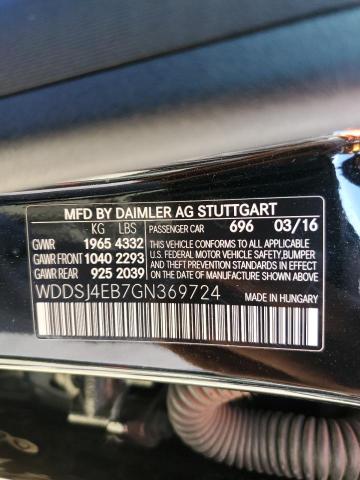 MFD BY DAIMLER AG STUTTGART
KG LBS PASSENGER CAR 696 03/16
GVWR 1965 4332
GAWR FRONT 1040 2293
GAWR REAR 925 2039
THIS VEHICLE CONFORMS TO ALL APPLICABLE
U.S. FEDERAL MOTOR VEHICLE SAFETY, BUMPER,
AND THEFT PREVENTION STANDARDS IN EFFECT
ON THE DATE OF MANUFACTURE SHOWN ABOVE.
WDDSJ4EB7GN369724 MADE IN HUNGARY